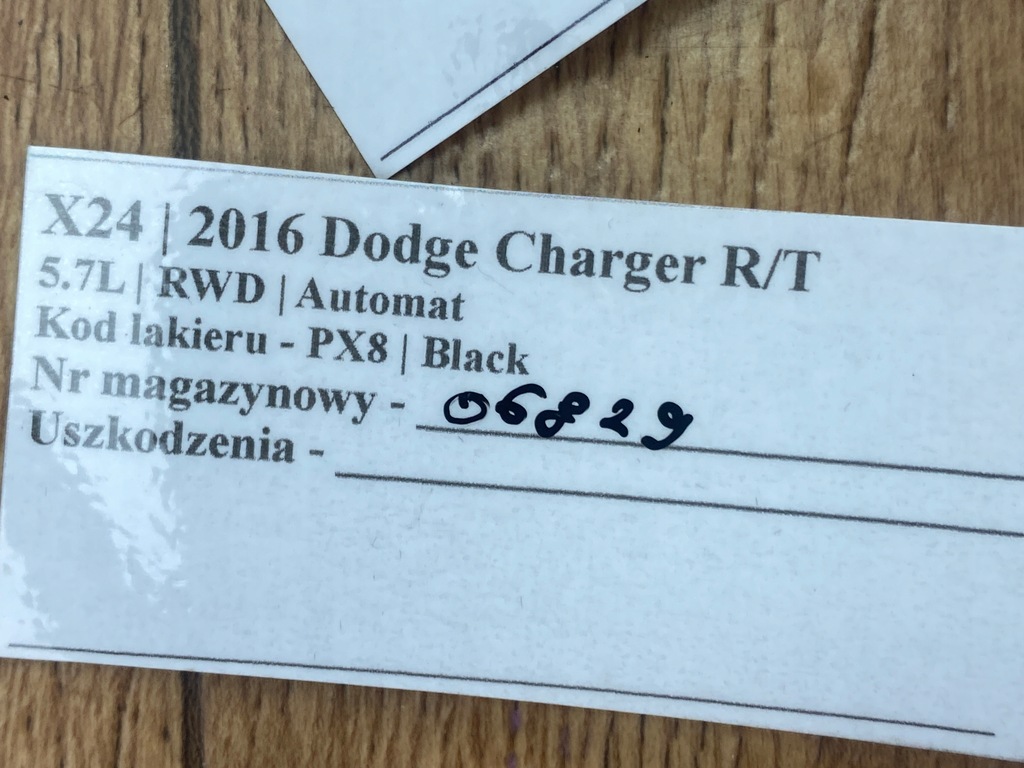 X24 | 2016 Dodge Charger R/T
5.7L | RWD | Automat
Kod lakieru - PX8 | Black
Nr magazynowy - 06829
Uszkodzenia -